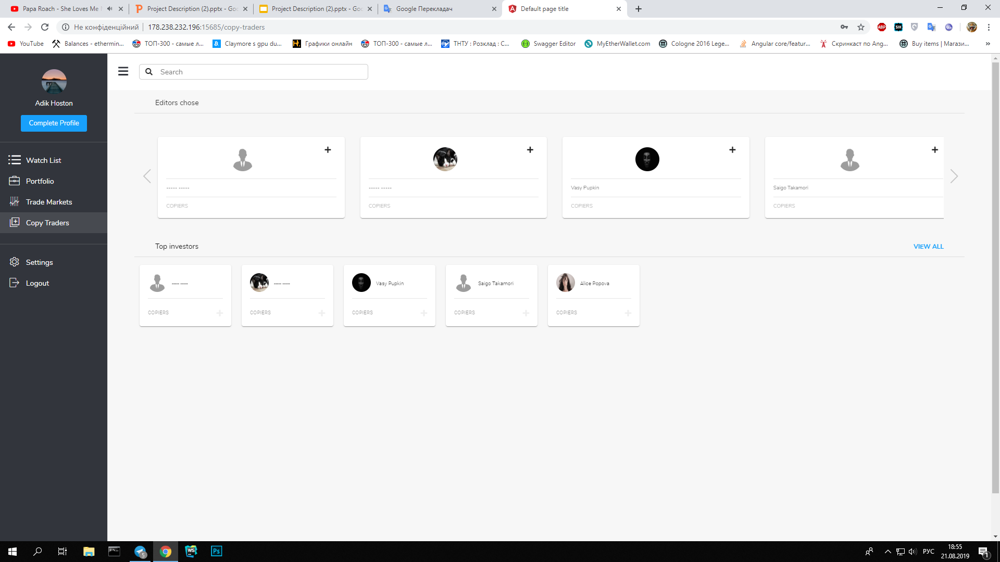 Papa Roach - She Loves Me
Project Description (2).pptx - Goo
Project Description (2).pptx - Goo
Google Перекладач
Default page title
Не конфіденційний
178.238.232.196:15685/copy-traders
YouTube
Balances - ethermin...
ТОП-300 - самые л...
Claymore s gpu du...
Графики онлайн
ТОП-300 - самые л...
ТНТУ : Розклад : С...
Swagger Editor
MyEtherWallet.com
Cologne 2016 Lege...
Angular core/featur...
Скринкаст по Ang...
Buy items | Магази...
»
Adik Hoston
Complete Profile
Watch List
Portfolio
Trade Markets
Copy Traders
Settings
Logout
Search
Editors chose
----- -----
COPIERS
----- -----
COPIERS
Vasy Pupkin
COPIERS
Saigo Takamori
COPIERS
Top investors
VIEW ALL
----- -----
COPIERS
----- -----
COPIERS
Vasy Pupkin
COPIERS
Saigo Takamori
COPIERS
Alice Popova
COPIERS
5
WS
Ps
РУС
18:55
21.08.2019
1